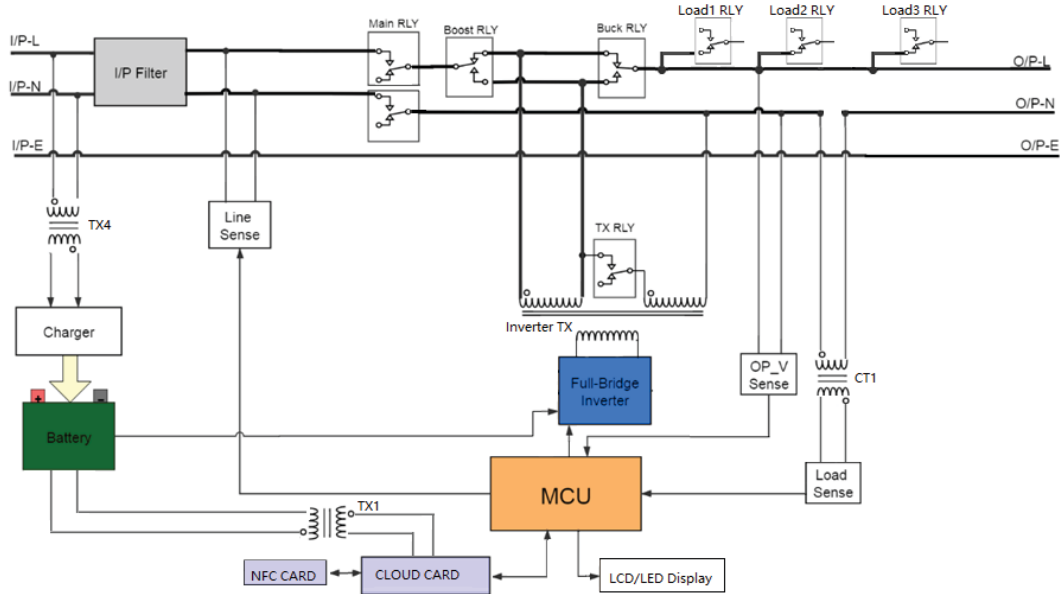 Load1 RLY
Load2 RLY
Load3 RLY
Main RLY
Boost RLY
Buck RLY
I/P-L
I/P Filter
O/P-L
I/P-N
O/P-N
I/P-E
O/P-E
TX4
Line
Sense
TX RLY
Charger
Inverter TX
OP_V
Sense
CT1
Full-Bridge
Inverter
+
-
Battery
MCU
Load
Sense
TX1
NFC CARD
CLOUD CARD
LCD/LED Display